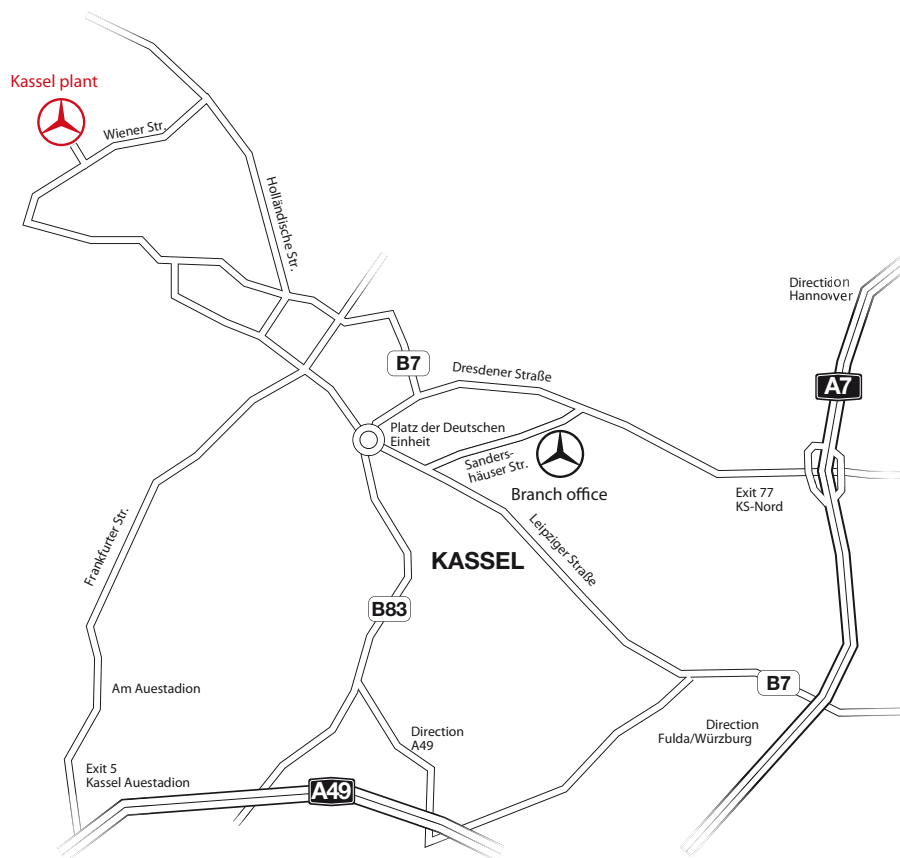 Kassel plant
Wiener Str.
Holländische Str.
Direction
Hannover
B7
Dresdener Straße
A7
Platz der Deutschen
Einheit
Sanders-
häuser Str.
Branch office
Exit 77
KS-Nord
Frankfurter Str.
Leipziger Straße
KASSEL
B83
Am Auestadion
B7
Direction
A49
Direction
Fulda/Würzburg
Exit 5
Kassel Auestadion
A49